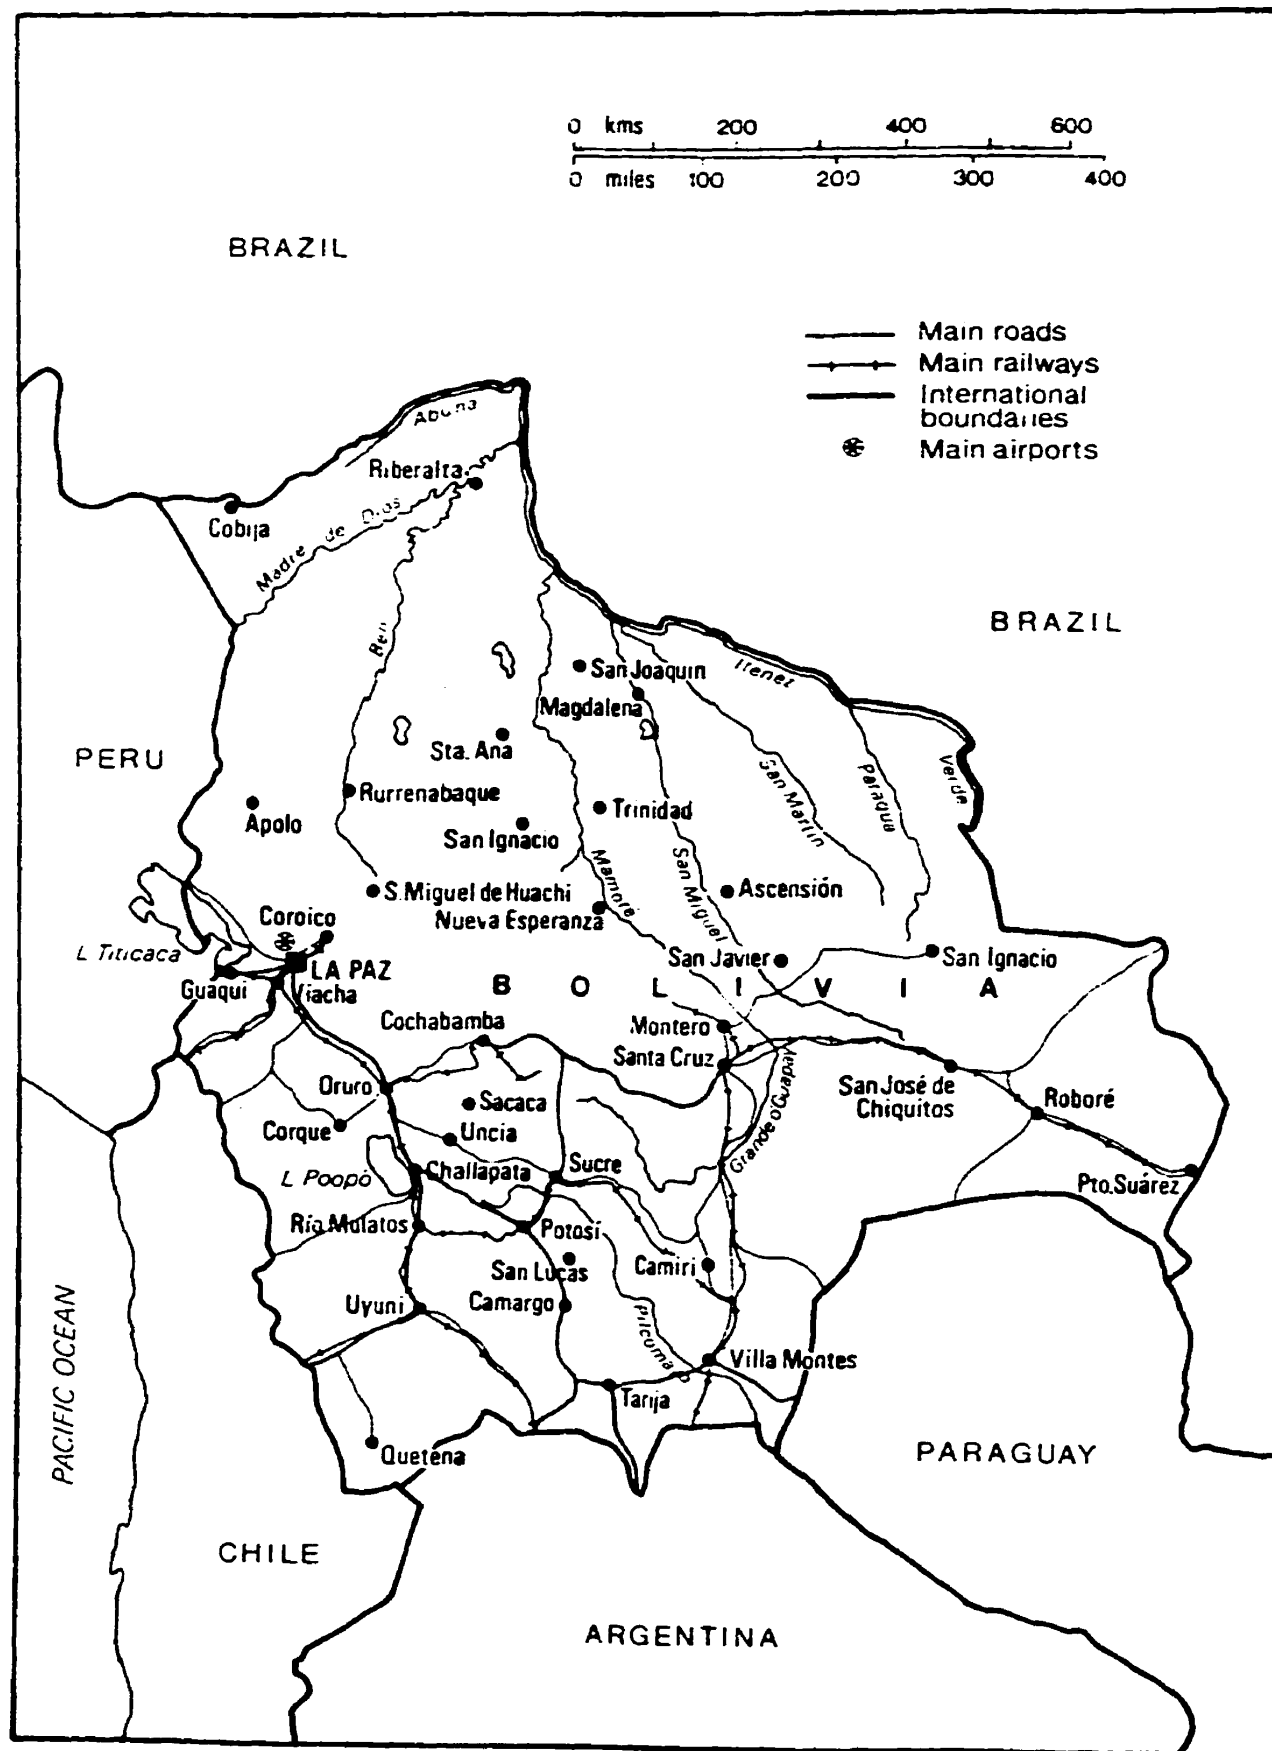 0 kms 200 400 600
0 miles 100 200 300 400
BRAZIL
Main roads
Main railways
International
boundaries
Main airports
Abuna
Riberalta
Cobija
Madre de Dios
Beni
BRAZIL
San Joaquin
Itenez
Magdalena
Sta. Ana
PERU
San Martin
Paragua
Verde
Rurrenabaque
Apolo
Trinidad
San Ignacio
Mamore
San Miguel
S. Miguel de Huachi
Ascensión
Nueva Esperanza
Coroico
L Titicaca
San Javier
San Ignacio
LA PAZ
Guaqui
Viacha
BOLIVIA
Cochabamba
Montero
Santa Cruz
Oruro
Grande o Guapay
San José de
Chiquitos
Roboré
Sacaca
Corque
Uncia
L Poopó
Challapata
Sucre
Pto. Suárez
Río Mulatos
Potosí
San Lucas
Camiri
Uyuni
Camargo
Pilcomayo
Villa Montes
PACIFIC OCEAN
Tarija
Quetena
PARAGUAY
CHILE
ARGENTINA